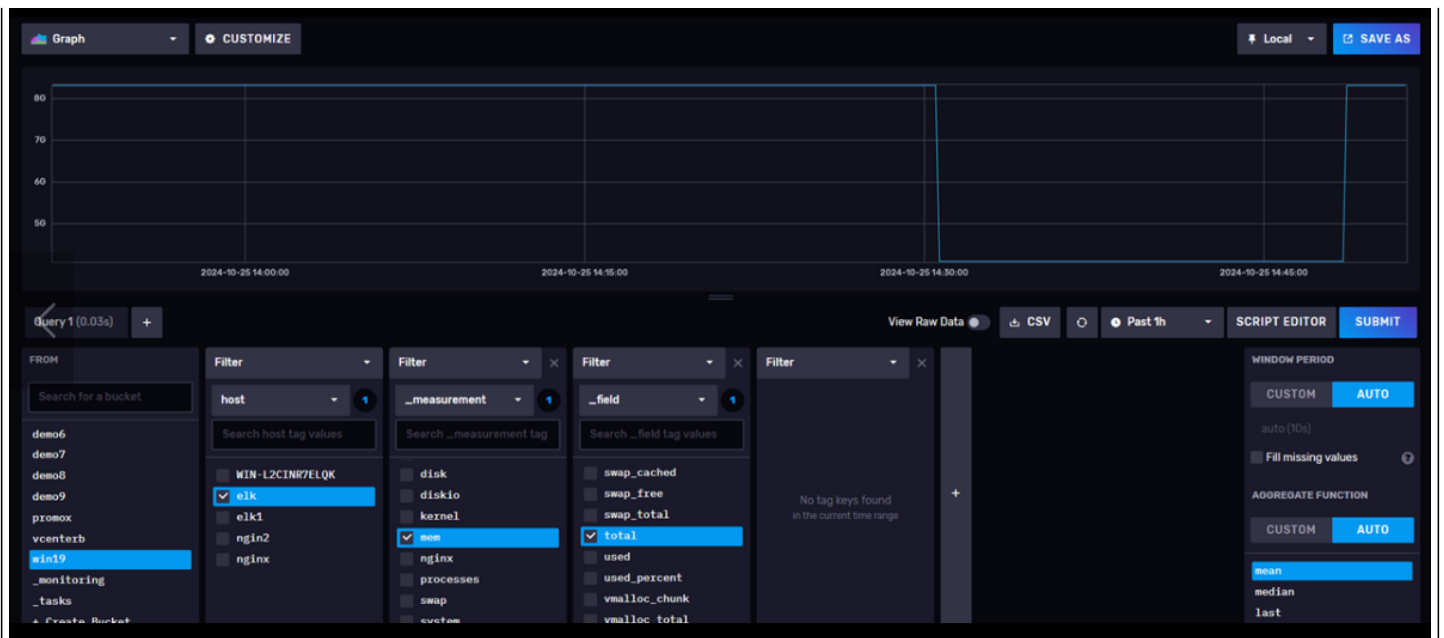 Graph
CUSTOMIZE
Local
SAVE AS
8G
7G
6G
5G
2024-10-25 14:00:00
2024-10-25 14:15:00
2024-10-25 14:30:00
2024-10-25 14:45:00
Query 1 (0.03s)
+
View Raw Data
CSV
Past 1h
SCRIPT EDITOR
SUBMIT
FROM
Search for a bucket
demo6
demo7
demo8
demo9
promox
vcenterb
win19
_monitoring
_tasks
+ Create Bucket
Filter
host
1
Search host tag values
WIN-L2CINR7ELQK
elk
elk1
ngin2
nginx
Filter
_measurement
1
Search _measurement tag
disk
diskio
kernel
mem
nginx
processes
swap
system
Filter
_field
1
Search _field tag values
swap_cached
swap_free
swap_total
total
used
used_percent
vmalloc_chunk
vmalloc_total
Filter
No tag keys found
in the current time range
+
WINDOW PERIOD
CUSTOM
AUTO
auto (10s)
Fill missing values
?
AGGREGATE FUNCTION
CUSTOM
AUTO
mean
median
last